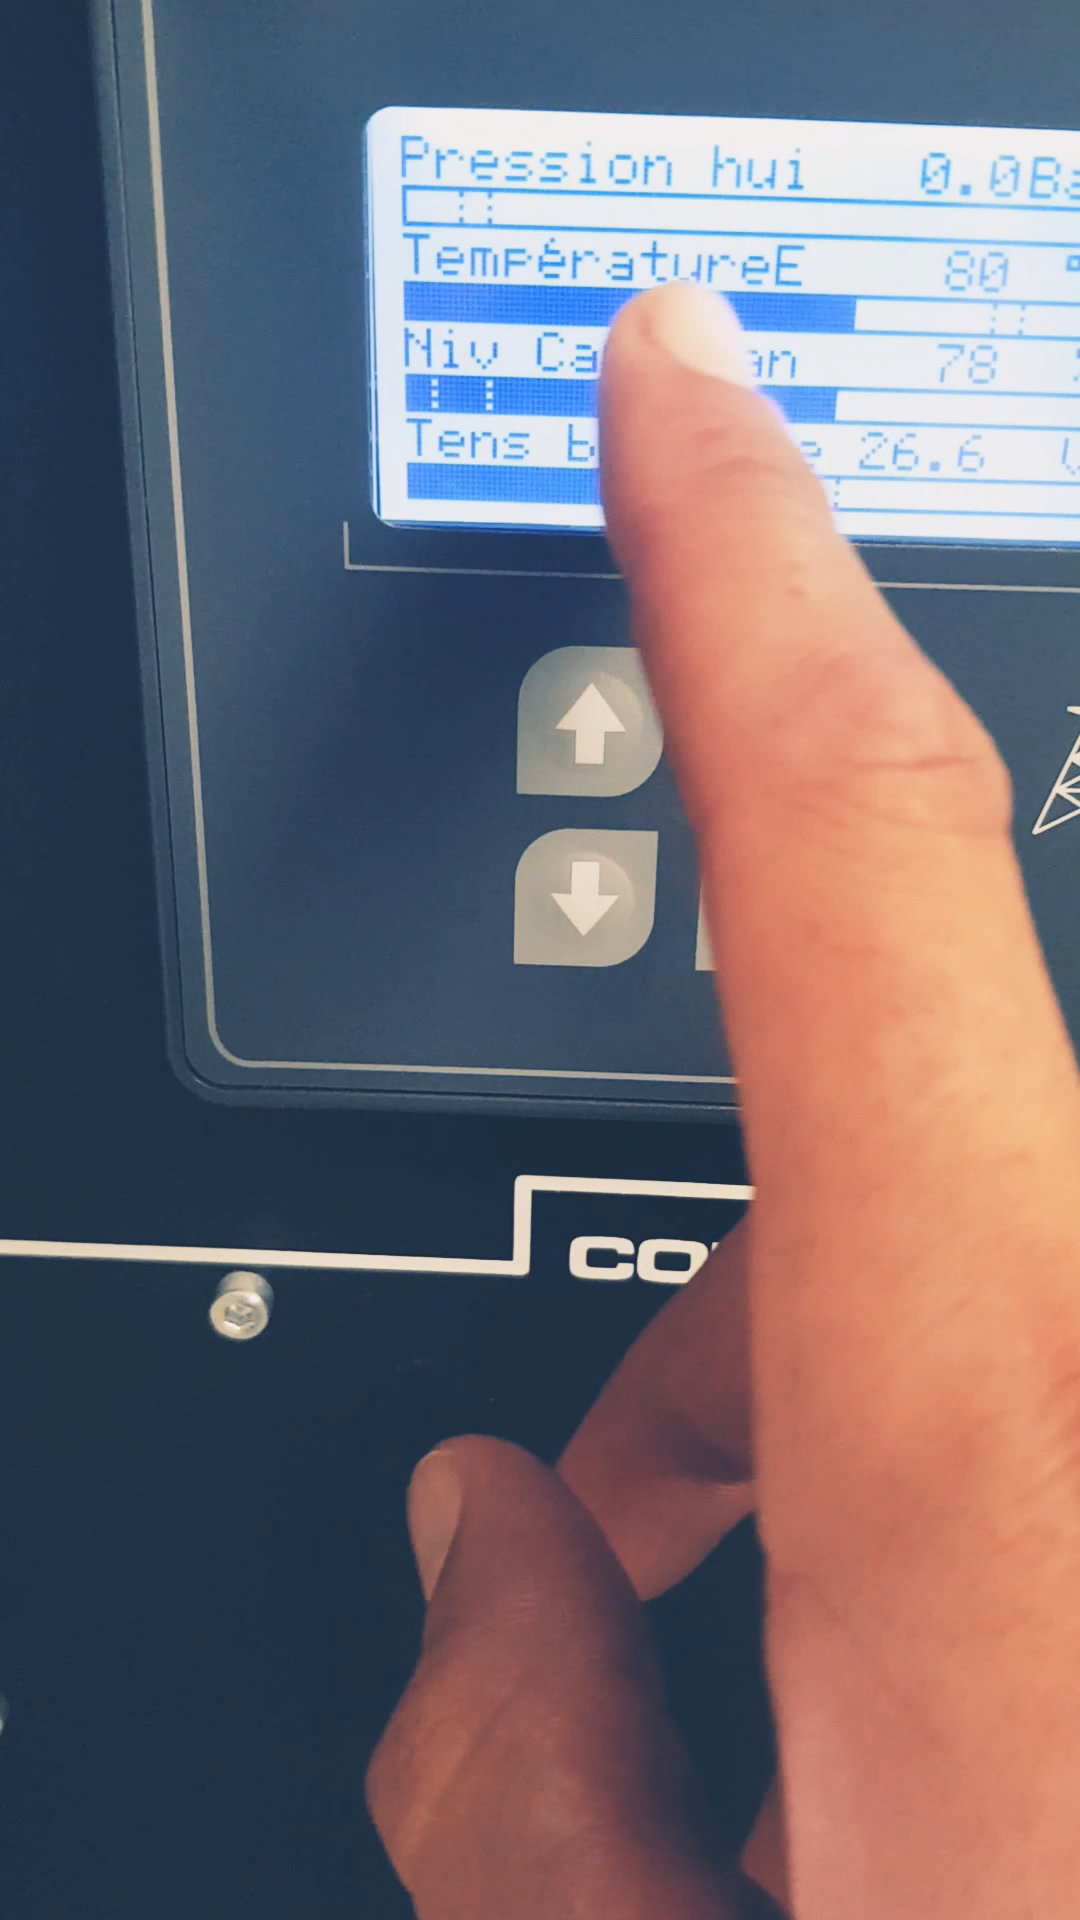 Pression hui 0.0Ba
TempératureE 80 °
Niv Ca an 78
Tens b e 26.6 V
CO